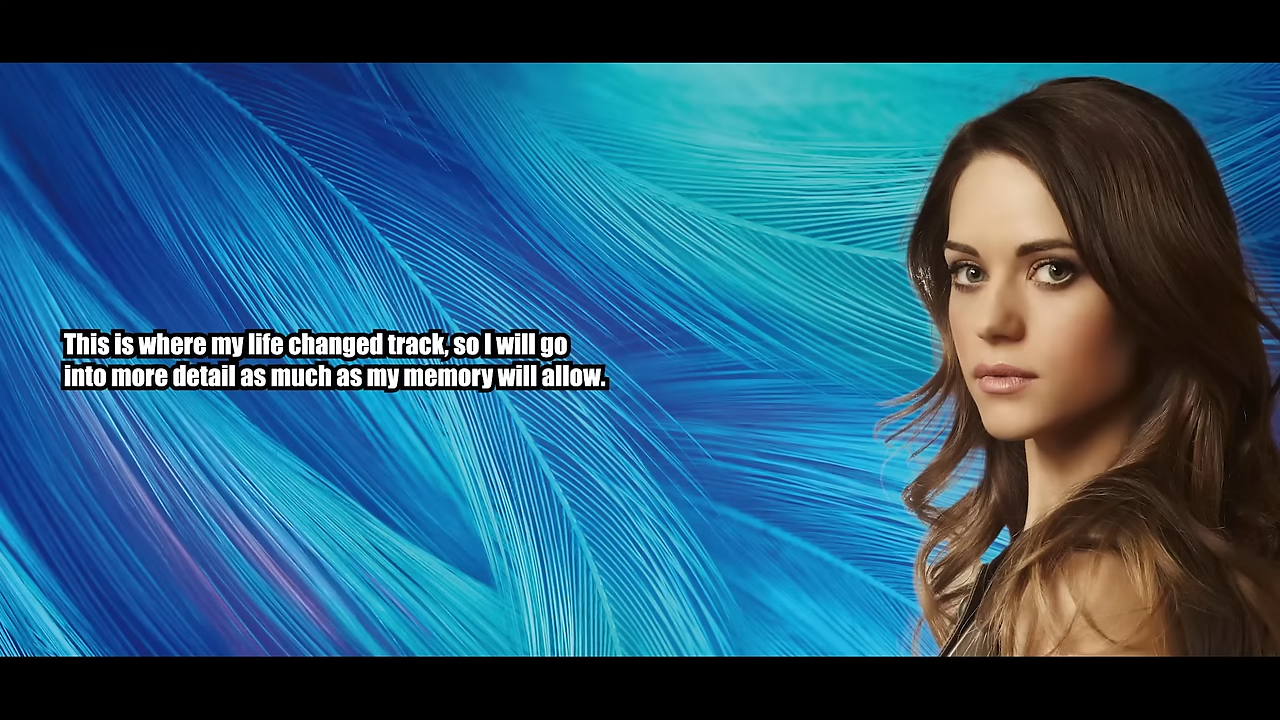 This is where my life changed track, so I will go
into more detail as much as my memory will allow.